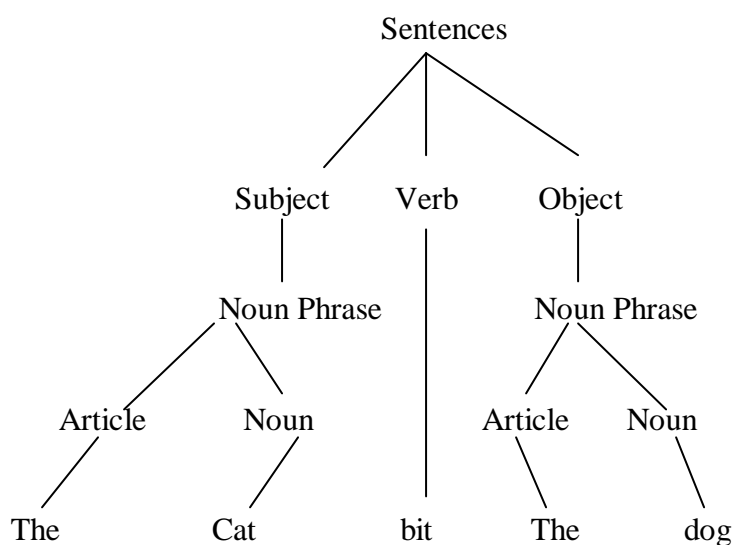 Sentences
Subject Verb Object
Noun Phrase Noun Phrase
Article Noun Article Noun
The Cat bit The dog